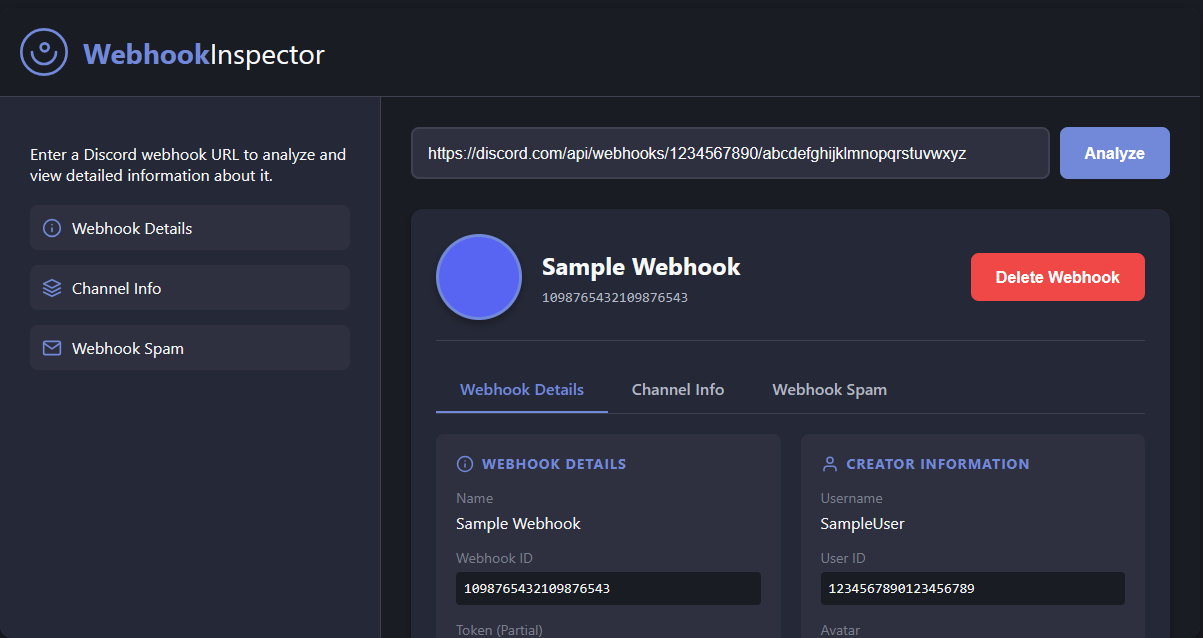 WebhookInspector
Enter a Discord webhook URL to analyze and
view detailed information about it.
Webhook Details
Channel Info
Webhook Spam
https://discord.com/api/webhooks/1234567890/abcdefghijklmnopqrstuvwxyz
Analyze
Sample Webhook
1098765432109876543
Delete Webhook
Webhook Details
Channel Info
Webhook Spam
WEBHOOK DETAILS
Name
Sample Webhook
Webhook ID
1098765432109876543
Token (Partial)
CREATOR INFORMATION
Username
SampleUser
User ID
1234567890123456789
Avatar